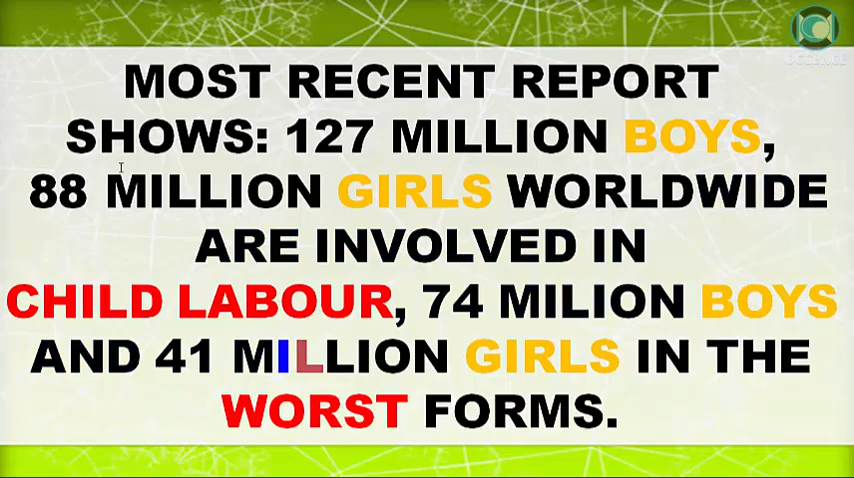 MOST RECENT REPORT
SHOWS: 127 MILLION BOYS,
88 MILLION GIRLS WORLDWIDE
ARE INVOLVED IN
CHILD LABOUR, 74 MILION BOYS
AND 41 MILLION GIRLS IN THE
WORST FORMS.